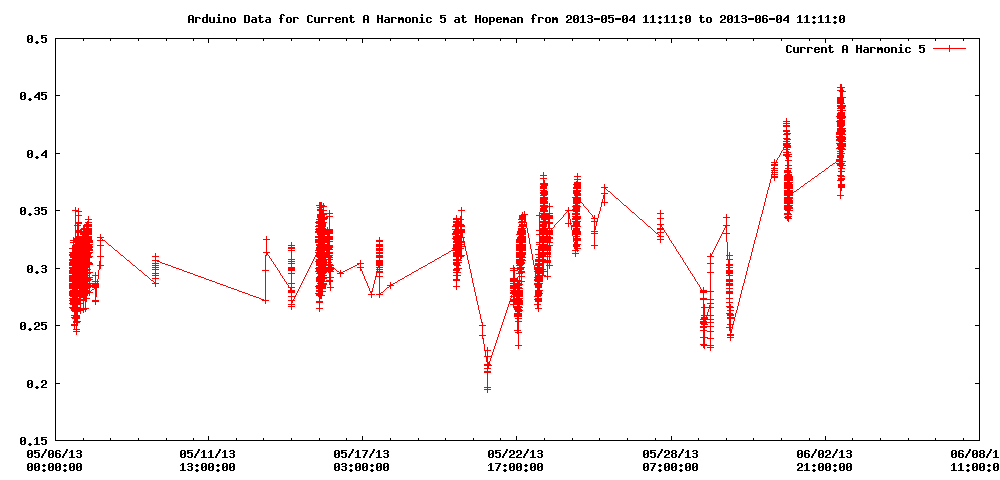 Arduino Data for Current A Harmonic 5 at Hopeman from 2013-05-04 11:11:0 to 2013-06-04 11:11:0
Current A Harmonic 5
0.5
0.45
0.4
0.35
0.3
0.25
0.2
0.15
05/06/13 05/11/13 05/17/13 05/22/13 05/28/13 06/02/13 06/08/1
00:00:00 13:00:00 03:00:00 17:00:00 07:00:00 21:00:00 11:00:0